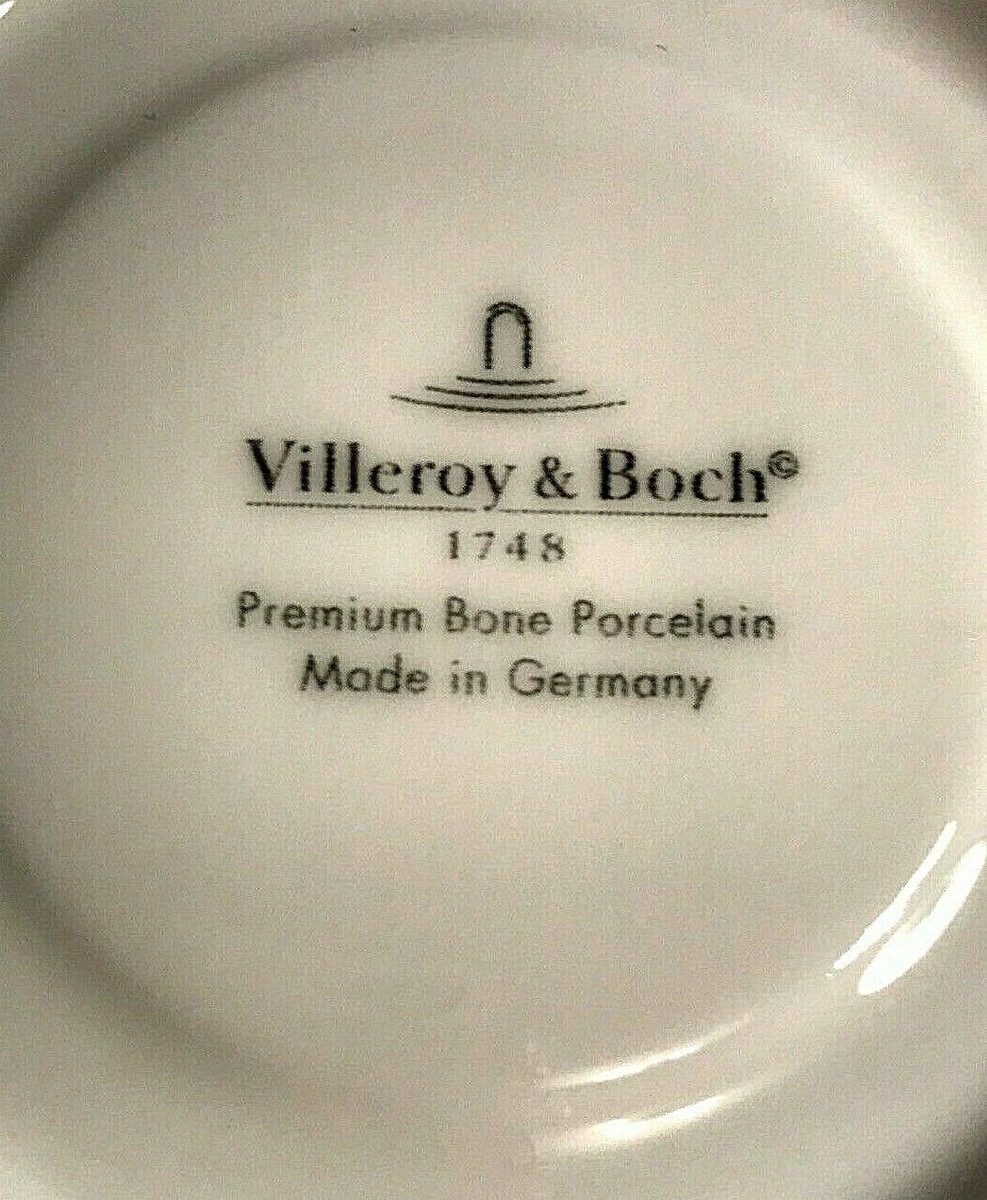 Villeroy & Boch©
1748
Premium Bone Porcelain
Made in Germany